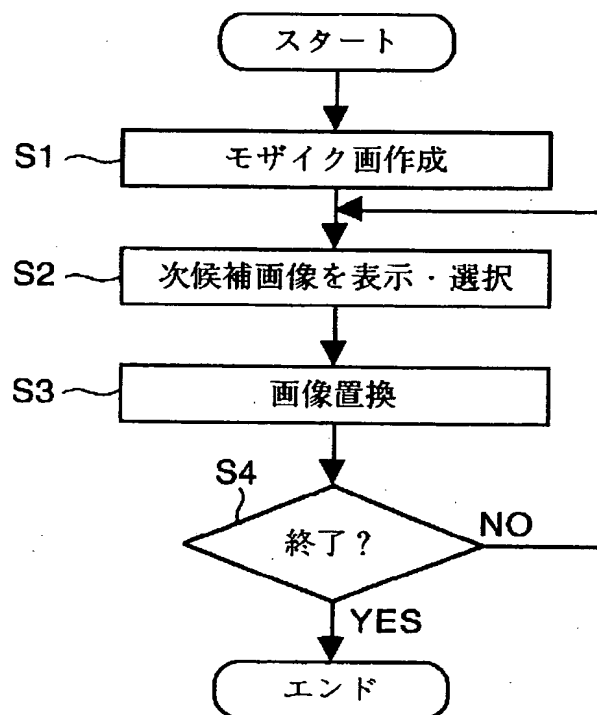 スタート
S1
モザイク画作成
S2
次候補画像を表示・選択
S3
画像置換
S4
終了?
NO
YES
エンド